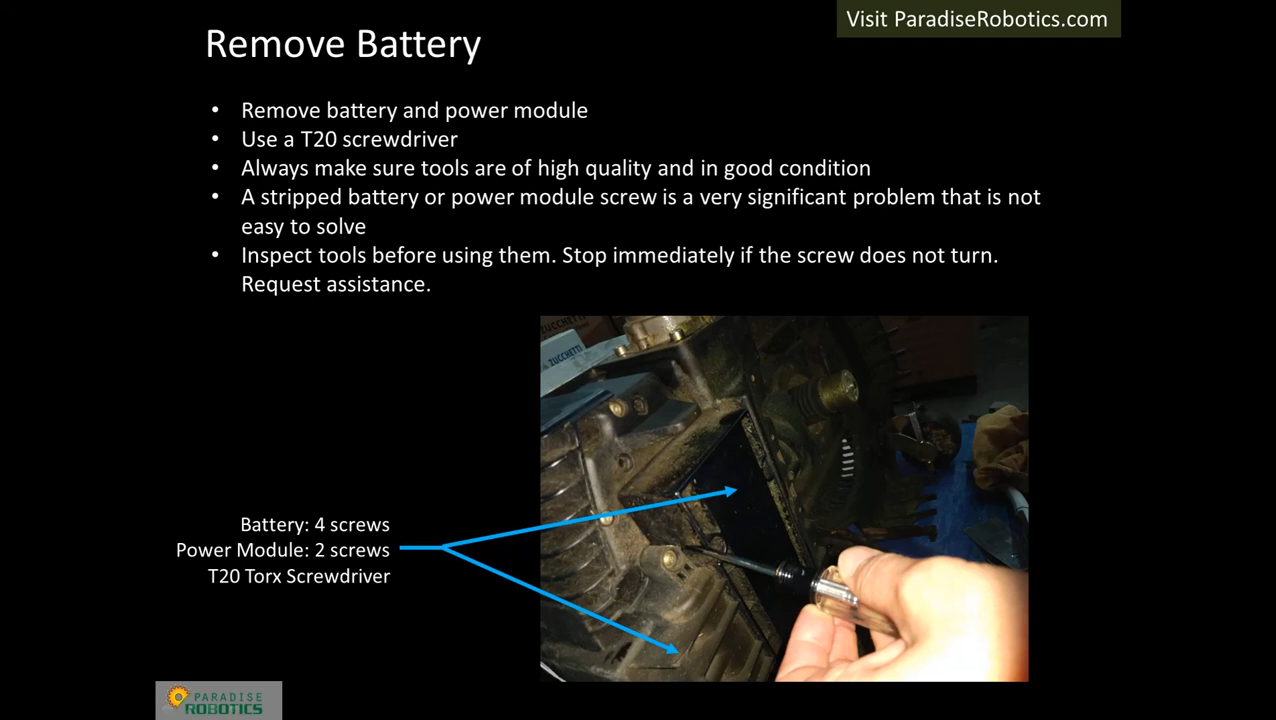 Visit ParadiseRobotics.com
Remove Battery
• Remove battery and power module
• Use a T20 screwdriver
• Always make sure tools are of high quality and in good condition
• A stripped battery or power module screw is a very significant problem that is not
easy to solve
• Inspect tools before using them. Stop immediately if the screw does not turn.
Request assistance.
ZUCCHETTI
ZUCCHETTI
Battery: 4 screws
Power Module: 2 screws
T20 Torx Screwdriver
PARADISE
ROBOTICS